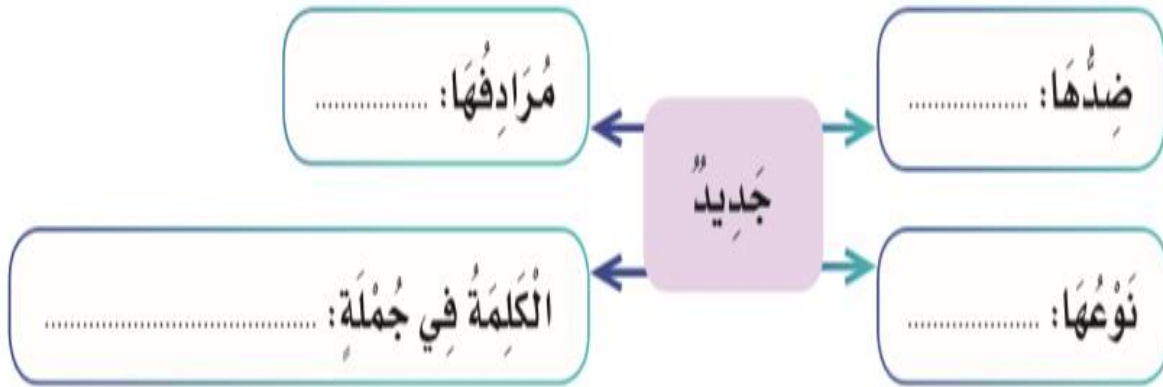 ضِدُّهَا: ..................
مُرَادِفُهَا: .................
جَدِيدٌ
نَوْعُهَا: ....................
الْكَلِمَةُ فِي جُمْلَةٍ: ..........................................